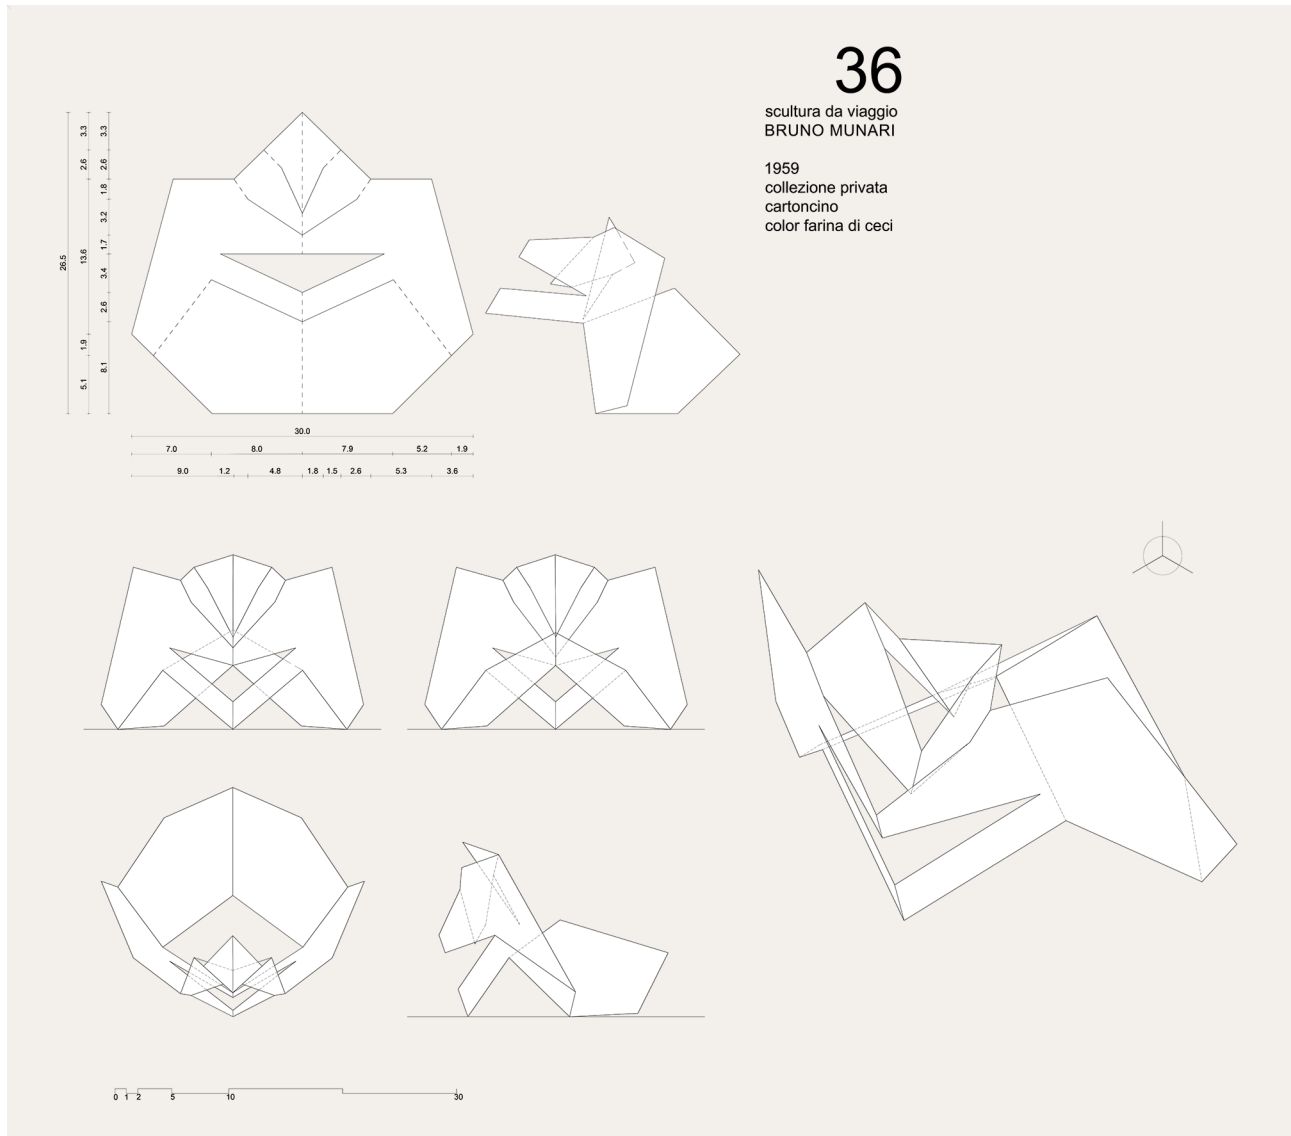 36
scultura da viaggio
BRUNO MUNARI
1959
collezione privata
cartoncino
color farina di ceci
26.5
3.3
2.6
13.6
1.9
5.1
3.3
2.6
1.8
3.2
1.7
3.4
2.6
8.1
30.0
7.0 8.0 7.9 5.2 1.9
9.0 1.2 4.8 1.8 1.5 2.6 5.3 3.6
0 1 2 5 10 30